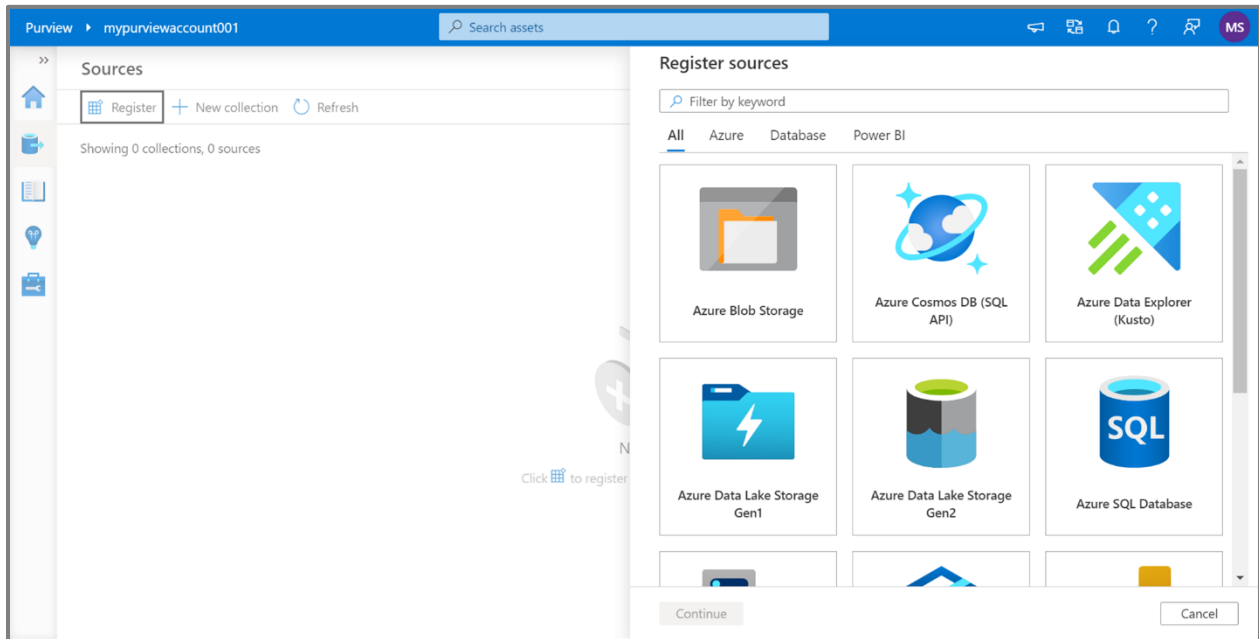 Purview mypurviewaccount001 Search assets MS
Sources
Register New collection Refresh
Showing 0 collections, 0 sources
N
Click to register
Register sources
Filter by keyword
All Azure Database Power BI
Azure Blob Storage
Azure Cosmos DB (SQL
API)
Azure Data Explorer
(Kusto)
Azure Data Lake Storage
Gen1
Azure Data Lake Storage
Gen2
SQL
Azure SQL Database
Continue Cancel